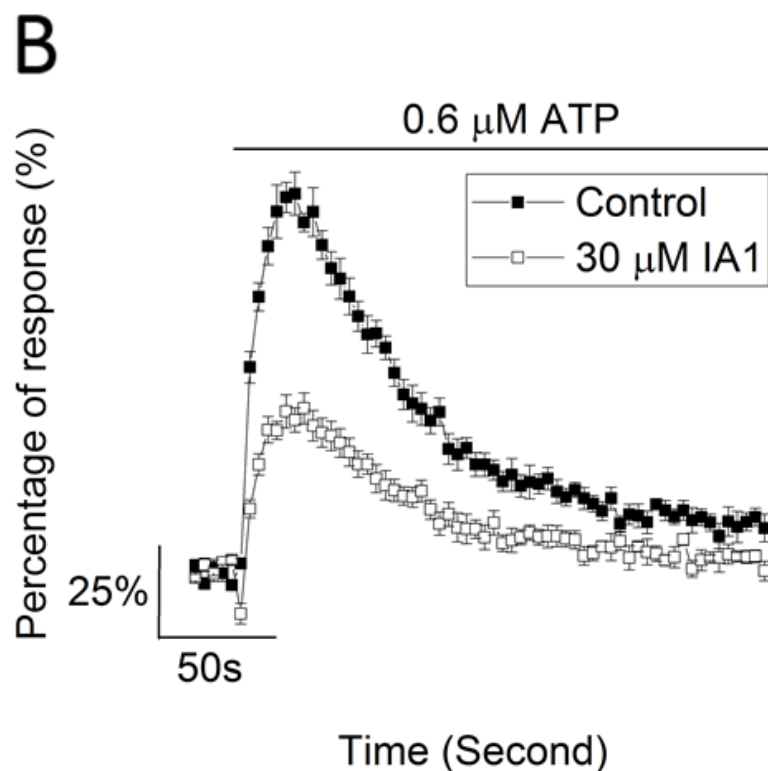 B
0.6 μM ATP
Control
30 μM IA1
Percentage of response (%)
25%
50s
Time (Second)